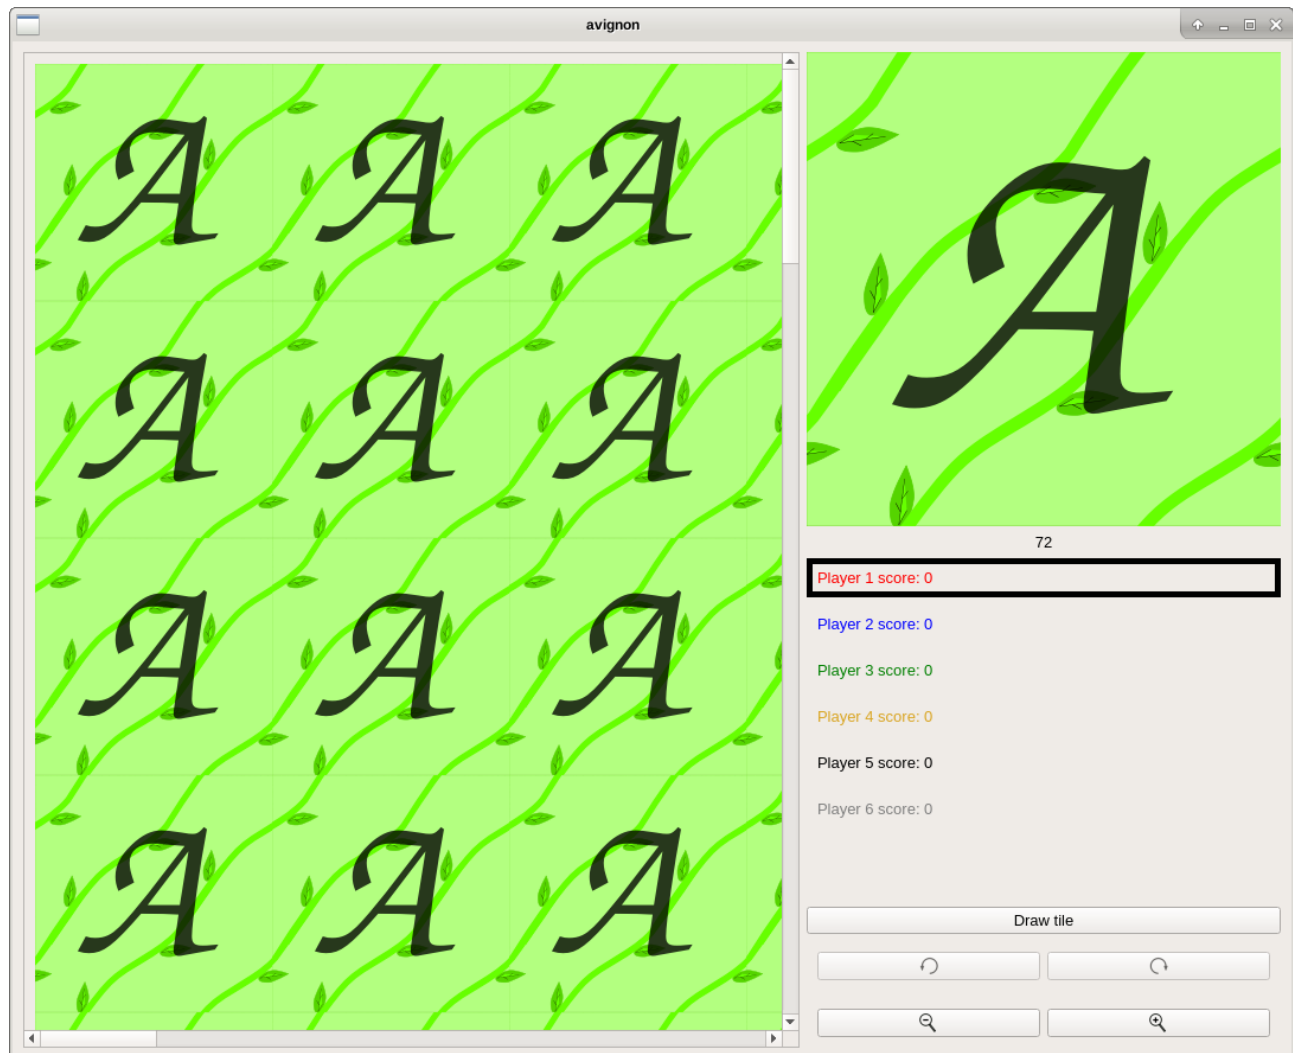 avignon
A A A A
A A A
A A A
A A A
72
Player 1 score: 0
Player 2 score: 0
Player 3 score: 0
Player 4 score: 0
Player 5 score: 0
Player 6 score: 0
Draw tile